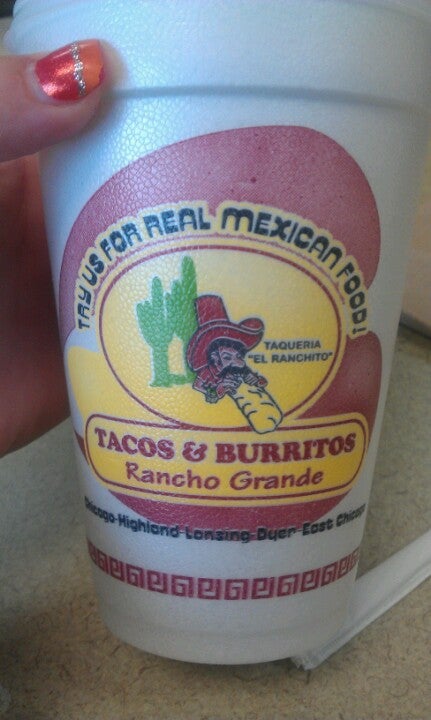 TRY US FOR REAL MEXICAN FOOD!
TAQUERIA
"EL RANCHITO"
TACOS & BURRITOS
Rancho Grande
Chicago-Highland Lansing-Dyer-East Chicago